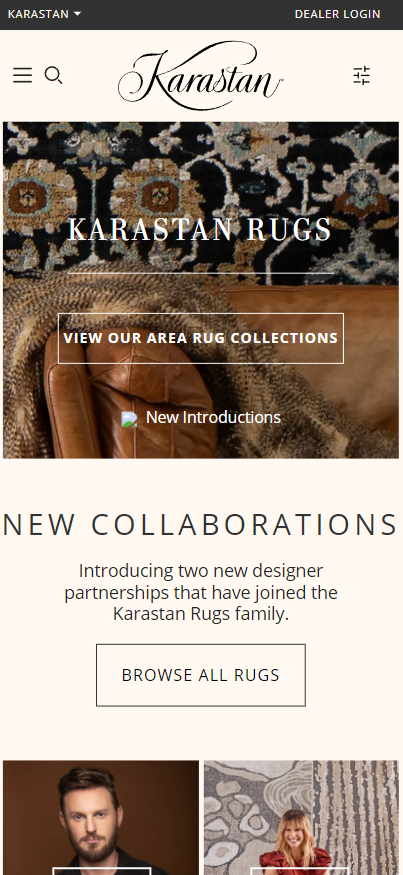 KARASTAN
DEALER LOGIN
Karastan
KARASTAN RUGS
VIEW OUR AREA RUG COLLECTIONS
New Introductions
NEW COLLABORATIONS
Introducing two new designer
partnerships that have joined the
Karastan Rugs family.
BROWSE ALL RUGS